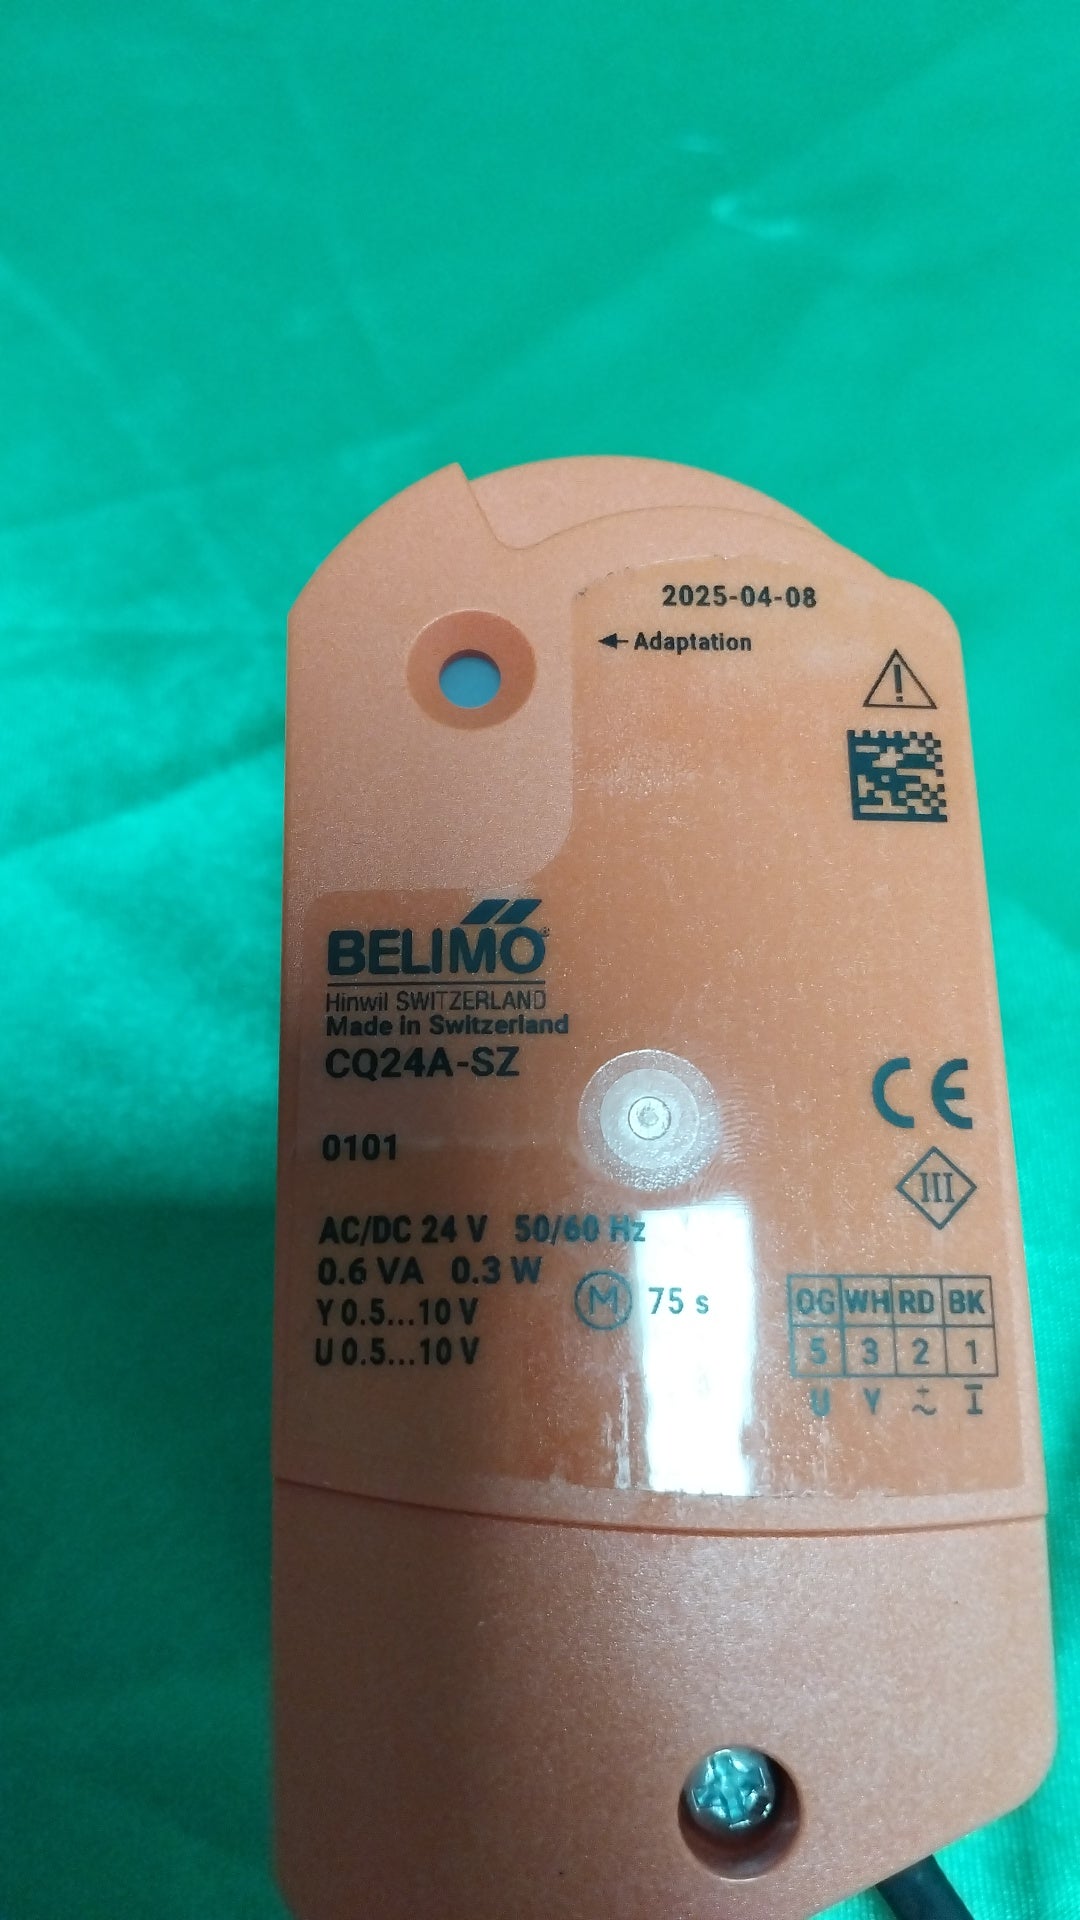 2025-04-08
Adaptation
BELIMO®
Hinwil SWITZERLAND
Made in Switzerland
CQ24A-SZ
0101
CE
III
AC/DC 24 V 50/60 Hz
0.6 VA 0.3 W
Y 0.5...10 V
U 0.5...10 V
M 75 s
OG WH RD BK
5 3 2 1
U Y ~ ⊥